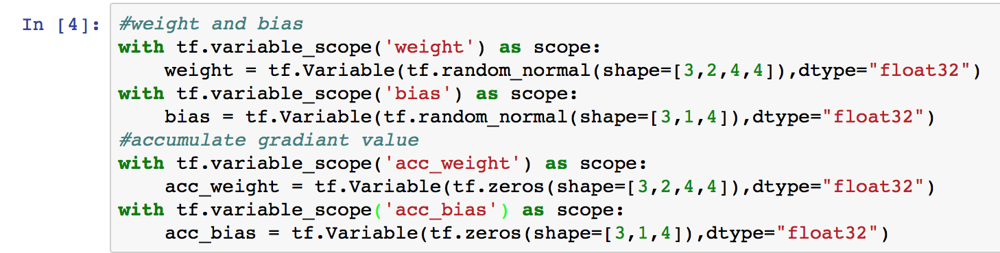 In [4]: #weight and bias
with tf.variable_scope('weight') as scope:
    weight = tf.Variable(tf.random_normal(shape=[3,2,4,4]),dtype="float32")
with tf.variable_scope('bias') as scope:
    bias = tf.Variable(tf.random_normal(shape=[3,1,4]),dtype="float32")
#accumulate gradiant value
with tf.variable_scope('acc_weight') as scope:
    acc_weight = tf.Variable(tf.zeros(shape=[3,2,4,4]),dtype="float32")
with tf.variable_scope('acc_bias') as scope:
    acc_bias = tf.Variable(tf.zeros(shape=[3,1,4]),dtype="float32")